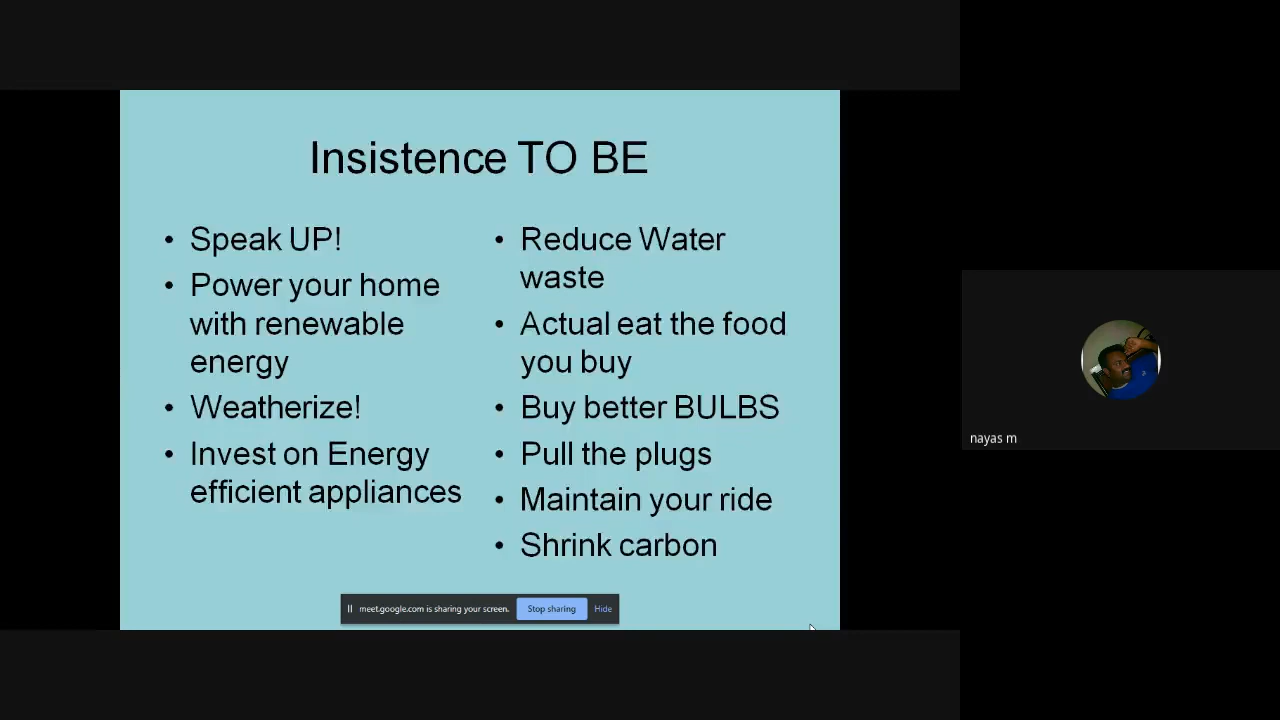 Insistence TO BE
• Speak UP!
• Power your home
with renewable
energy
• Weatherize!
• Invest on Energy
efficient appliances
• Reduce Water
waste
• Actual eat the food
you buy
• Buy better BULBS
• Pull the plugs
• Maintain your ride
• Shrink carbon
meet.google.com is sharing your screen. Stop sharing Hide
nayas m